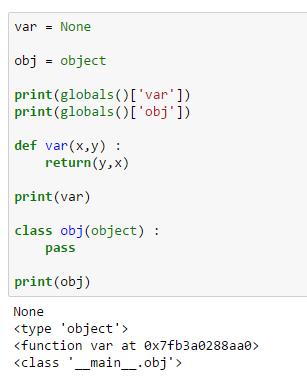 var = None
obj = object
print(globals()['var'])
print(globals()['obj'])
def var(x,y) :
    return(y,x)
print(var)
class obj(object) :
    pass
print(obj)
None
<type 'object'>
<function var at 0x7fb3a0288aa0>
<class '__main__.obj'>